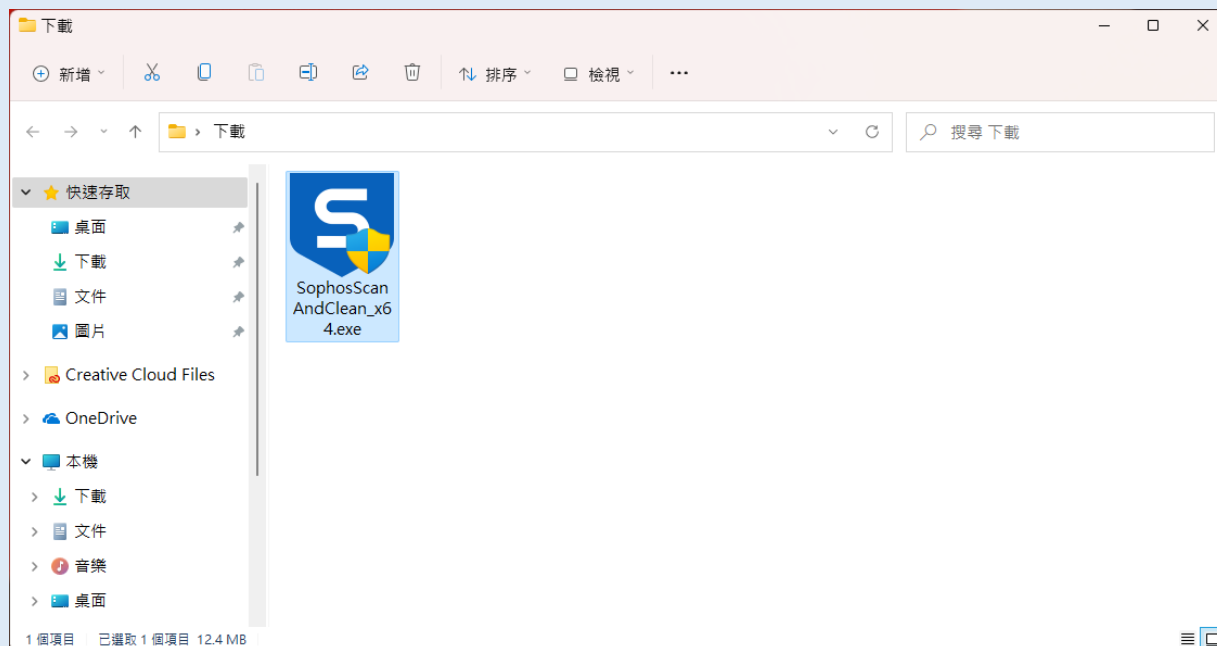 下載
新增
排序
檢視
下載
搜尋 下載
快速存取
桌面
下載
文件
圖片
Creative Cloud Files
OneDrive
本機
下載
文件
音樂
桌面
SophosScan
AndClean_x6
4.exe
1 個項目 已選取 1 個項目 12.4 MB